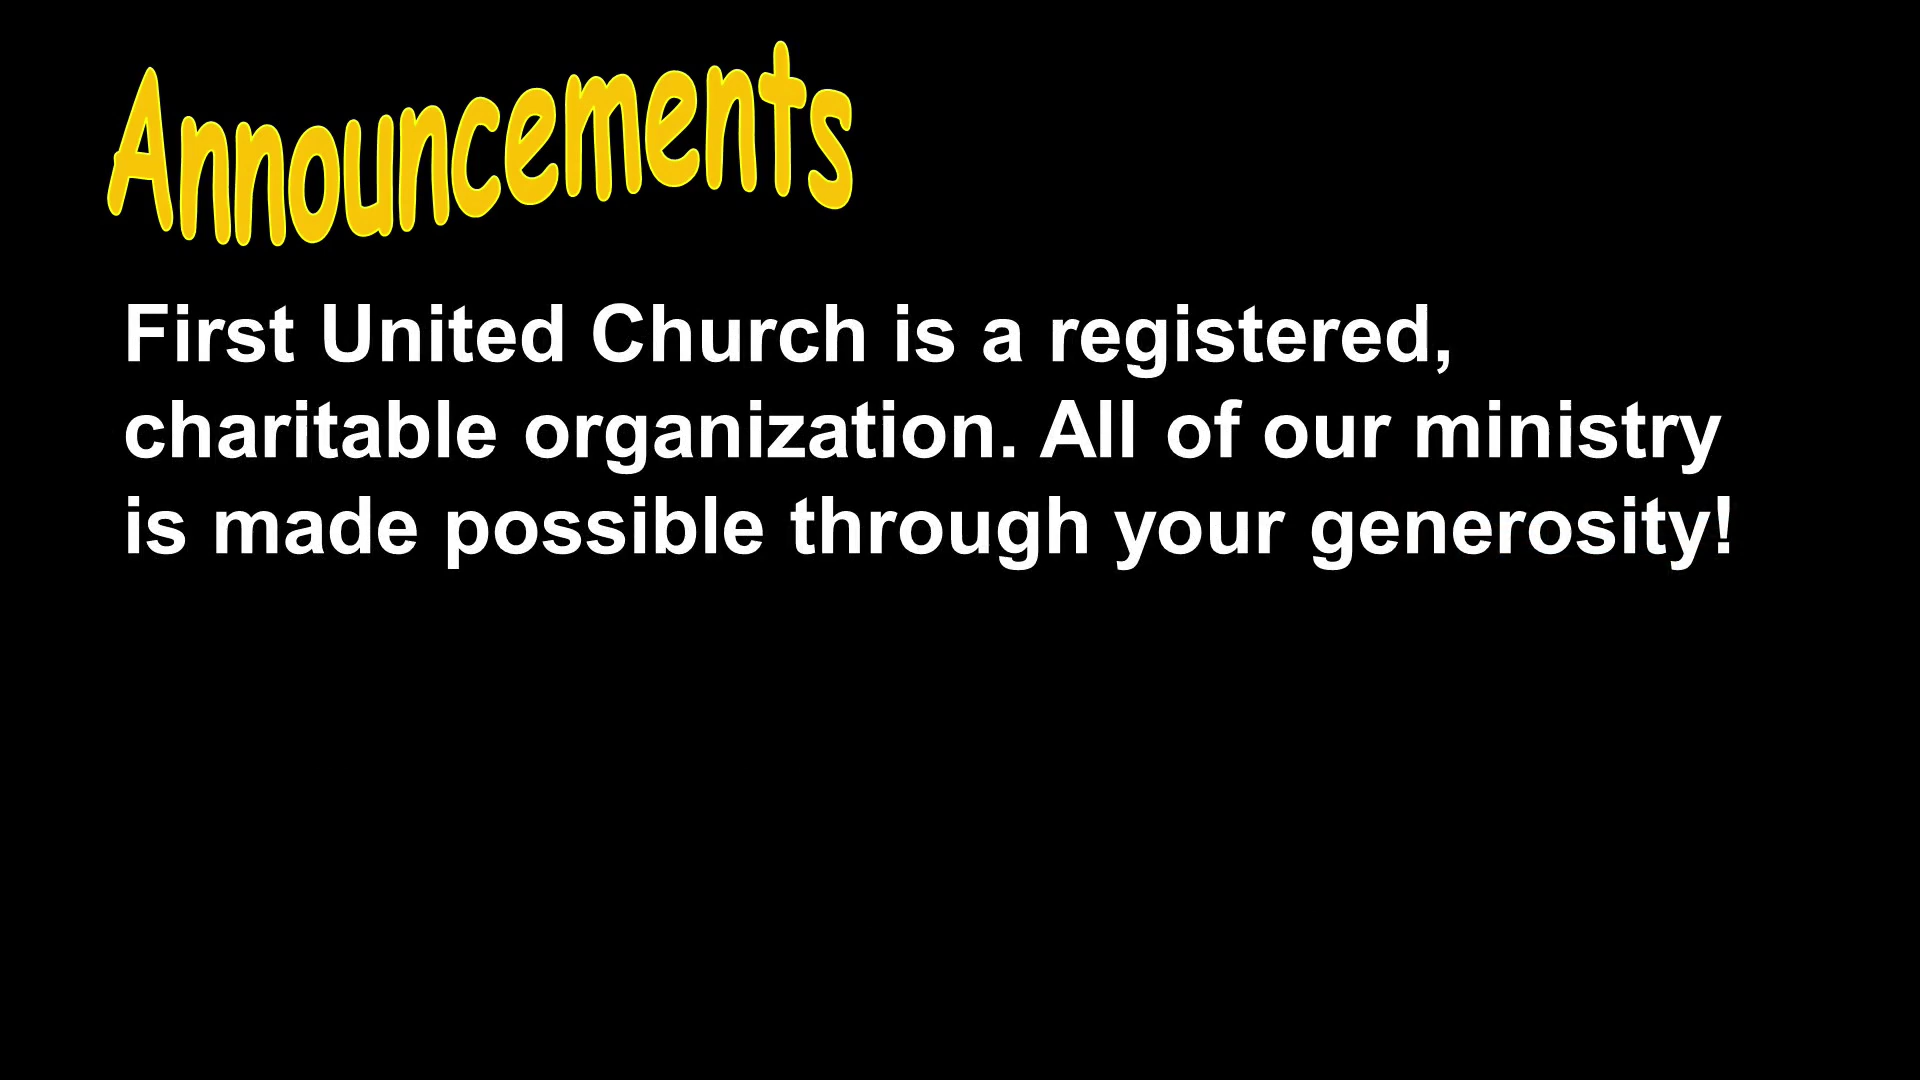 Announcements
First United Church is a registered,
charitable organization. All of our ministry
is made possible through your generosity!